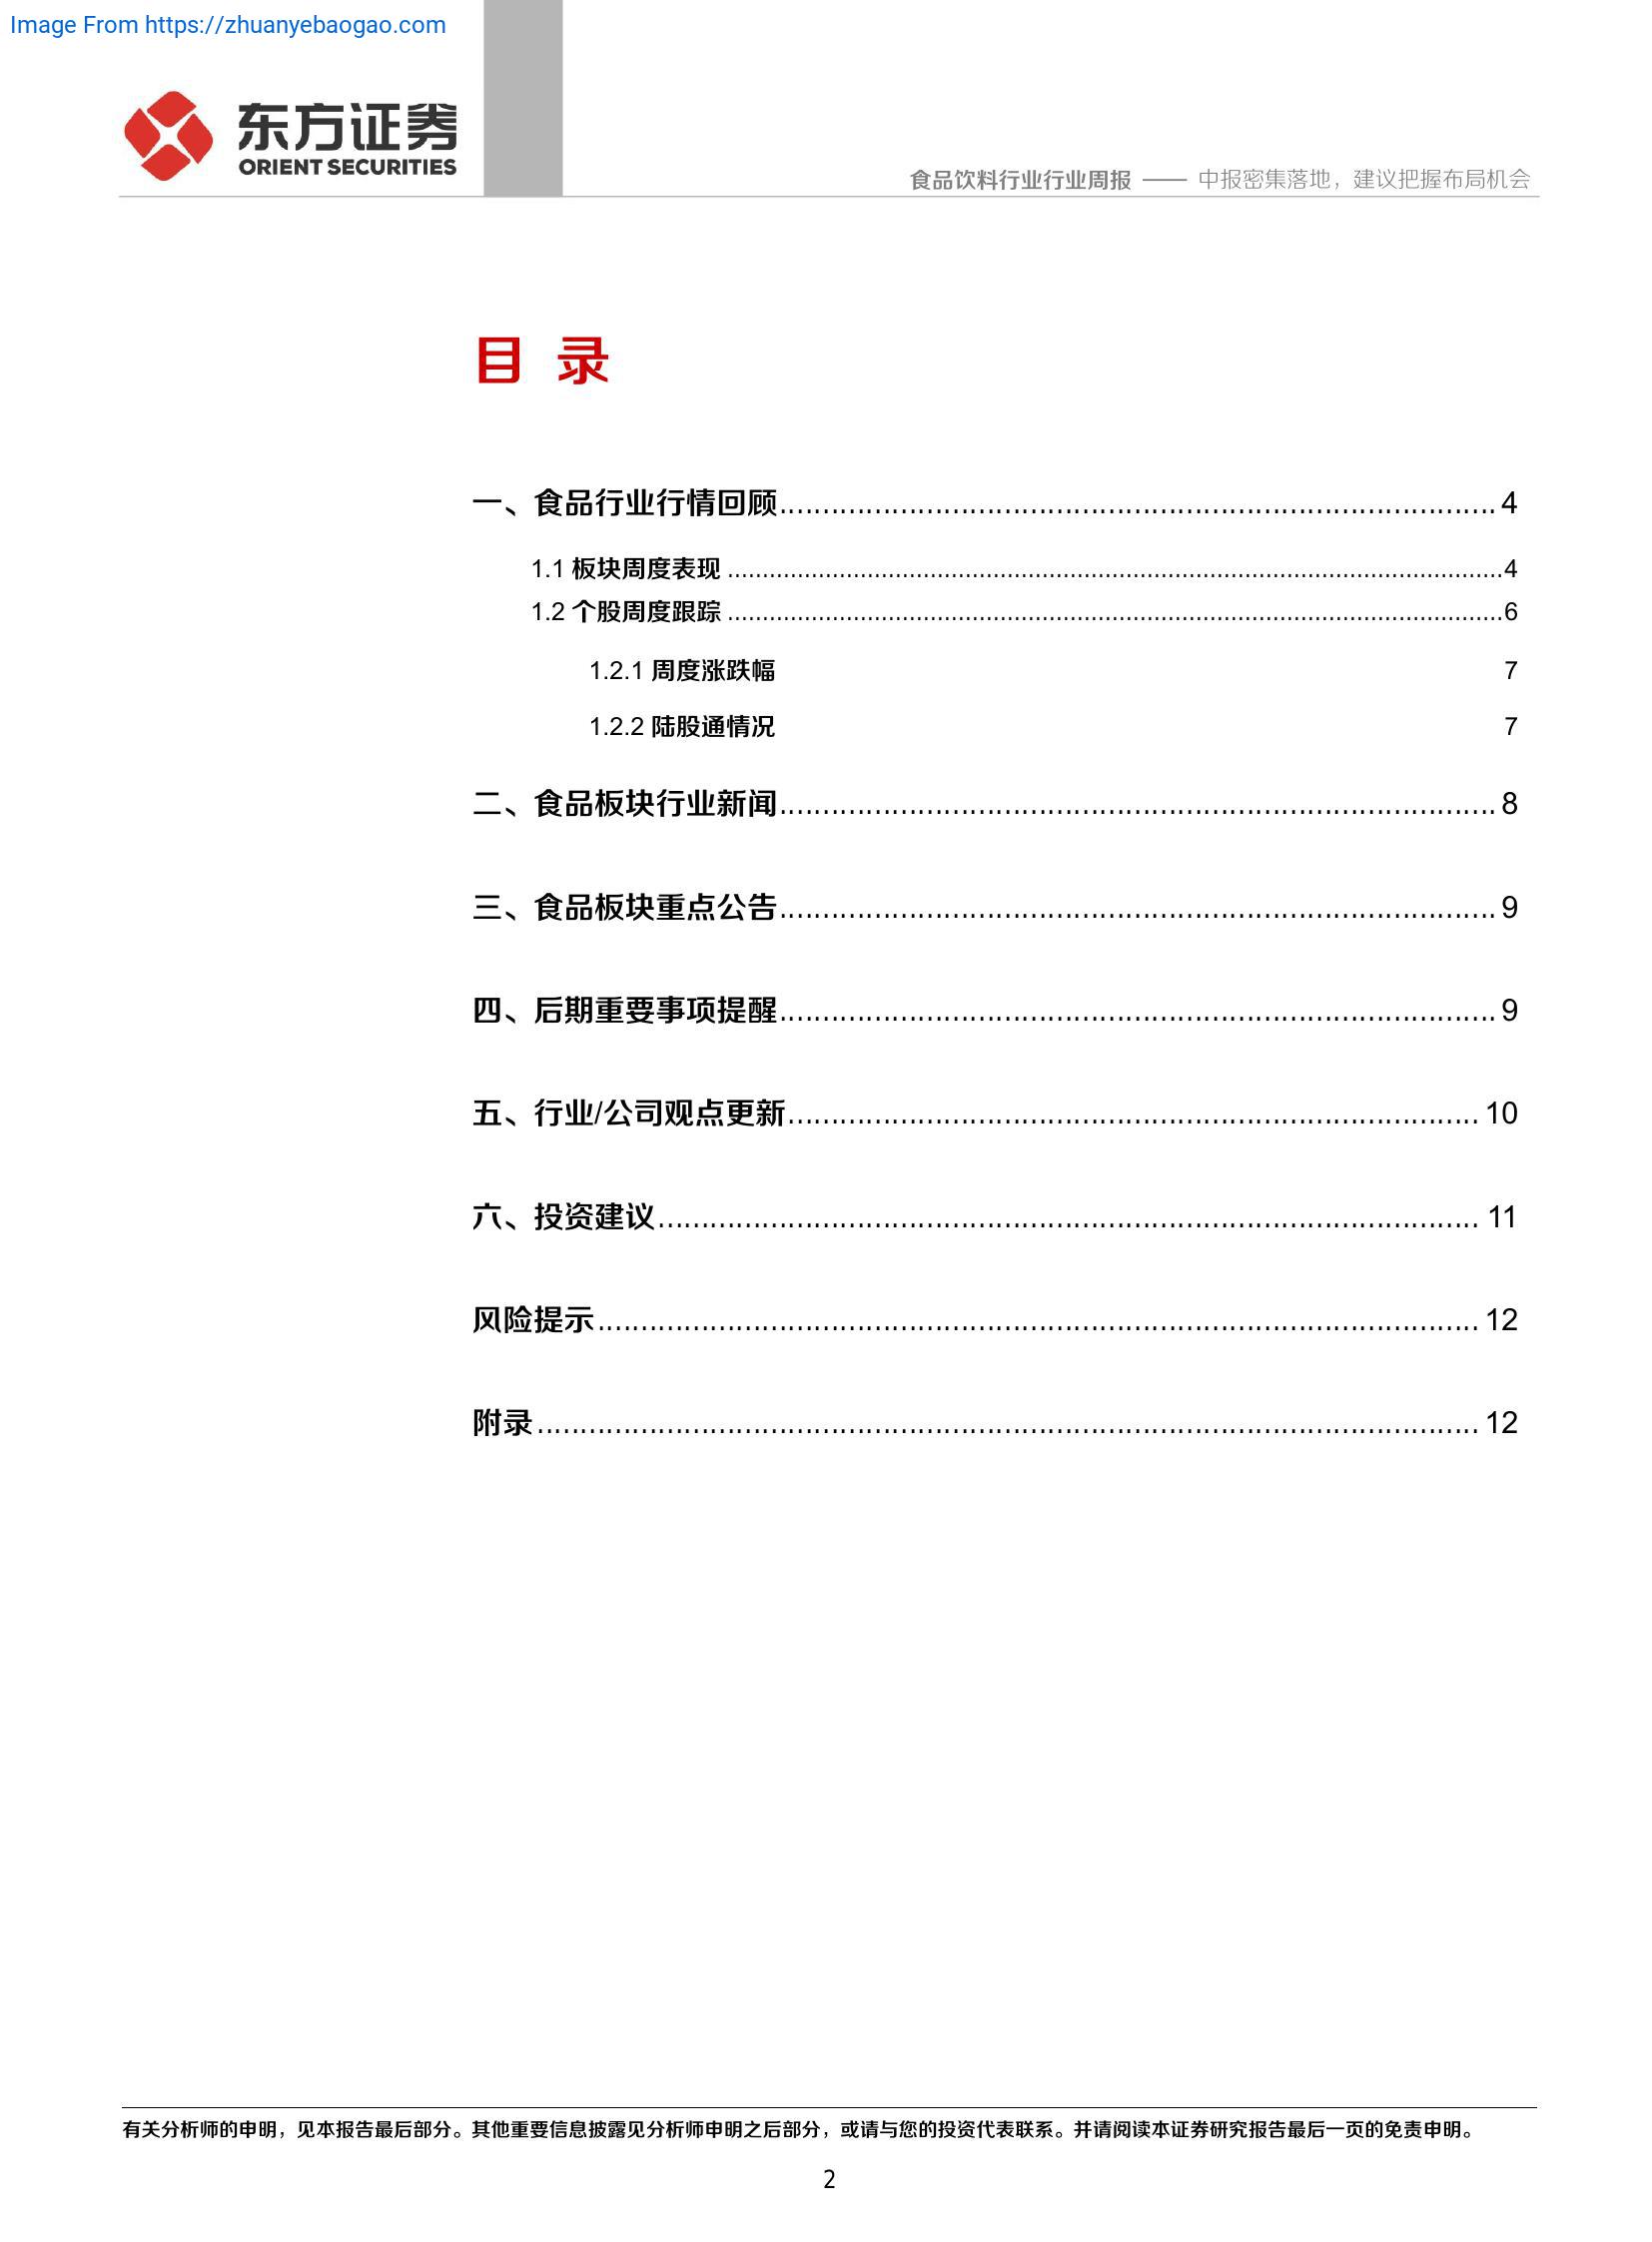 Image From https://zhuanyebaogao.com
东方证券
ORIENT SECURITIES
食品饮料行业行业周报 —— 中报密集落地，建议把握布局机会
目 录
一、食品行业行情回顾 4
1.1 板块周度表现 4
1.2 个股周度跟踪 6
1.2.1 周度涨跌幅 7
1.2.2 陆股通情况 7
二、食品板块行业新闻 8
三、食品板块重点公告 9
四、后期重要事项提醒 9
五、行业/公司观点更新 10
六、投资建议 11
风险提示 12
附录 12
有关分析师的申明，见本报告最后部分。其他重要信息披露见分析师申明之后部分，或请与您的投资代表联系。并请阅读本证券研究报告最后一页的免责申明。
2